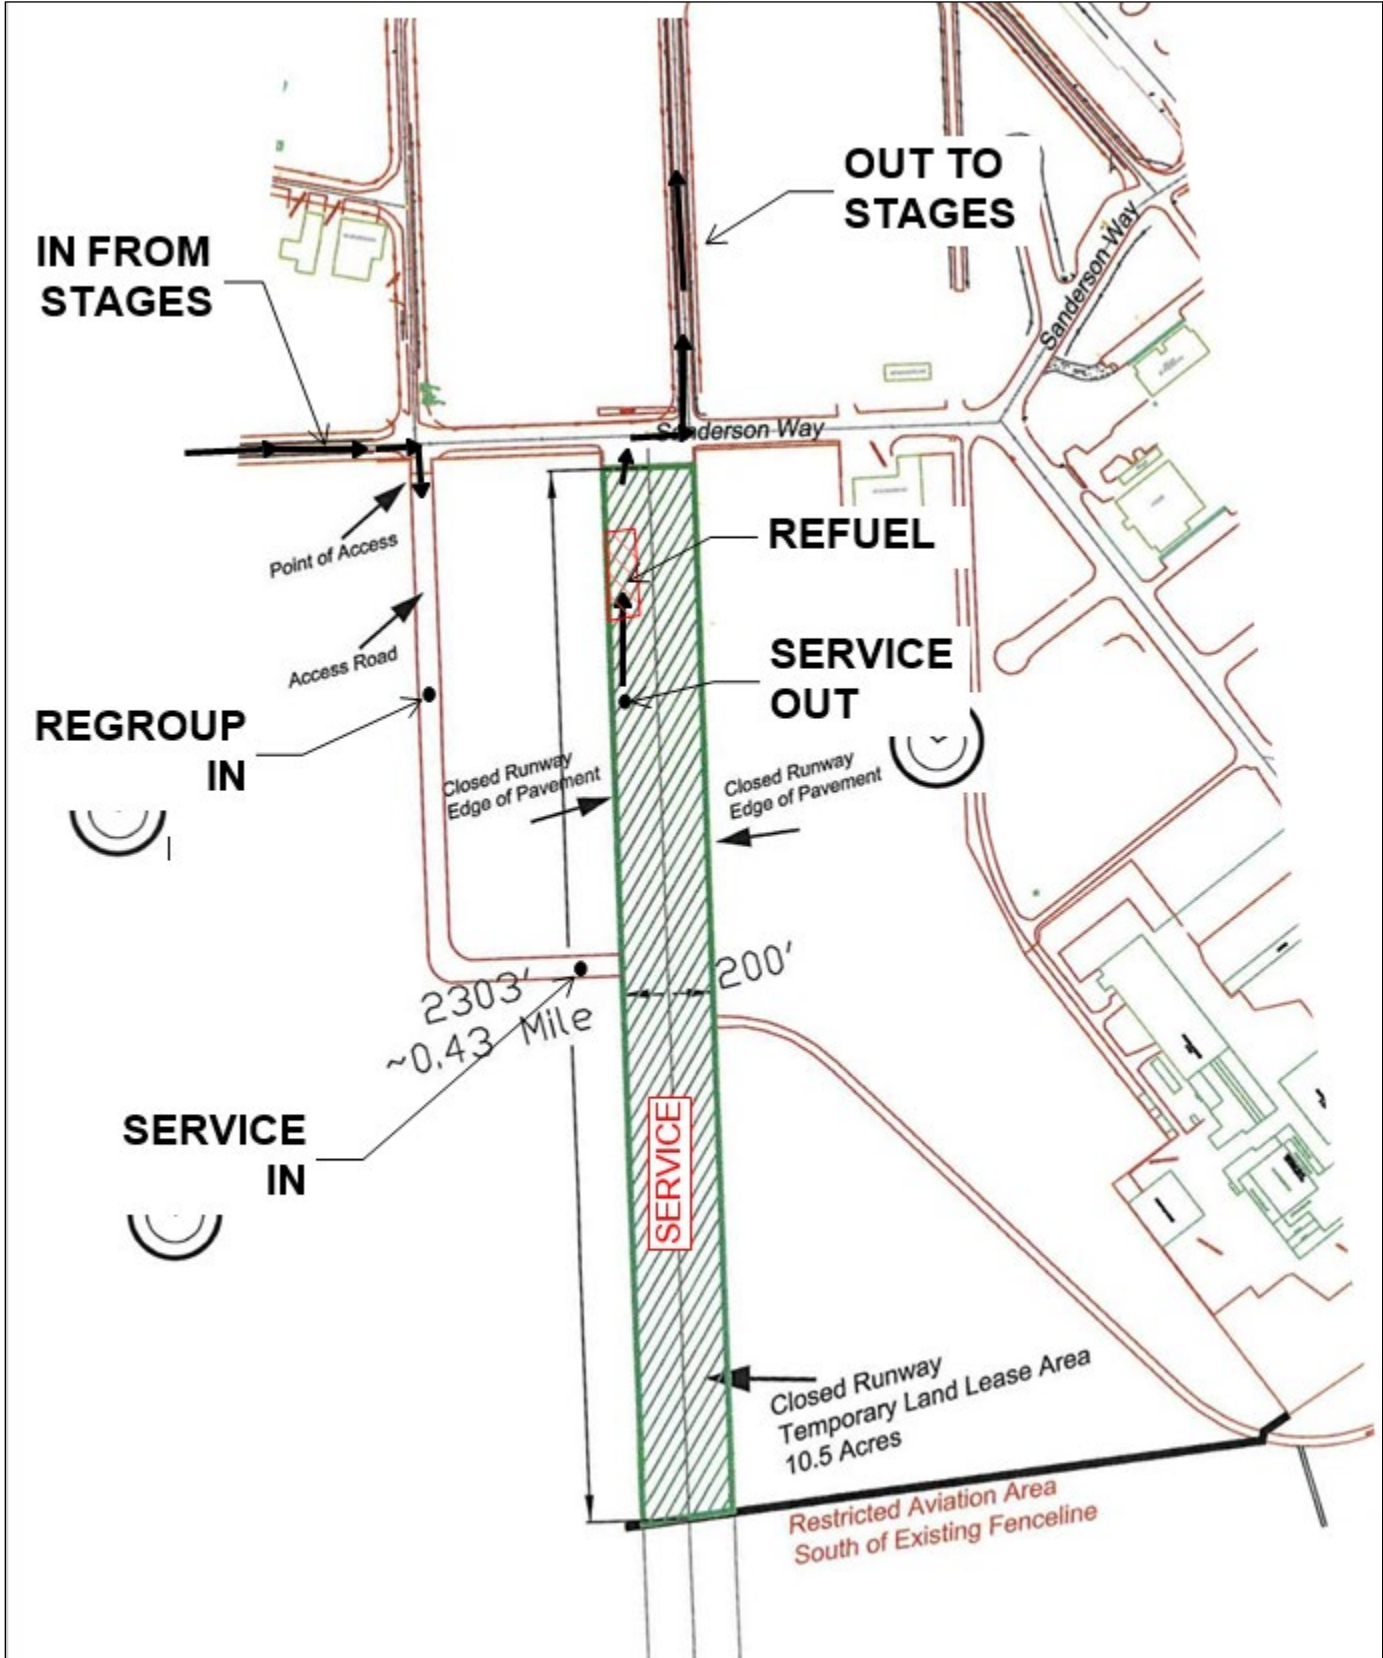 OUT TO
STAGES
IN FROM
STAGES
Sanderson Way
Sanderson Way
Point of Access
REFUEL
Access Road
SERVICE
OUT
REGROUP
IN
Closed Runway
Edge of Pavement
Closed Runway
Edge of Pavement
200'
2303'
~0.43 Mile
SERVICE
IN
SERVICE
Closed Runway
Temporary Land Lease Area
10.5 Acres
Restricted Aviation Area
South of Existing Fenceline